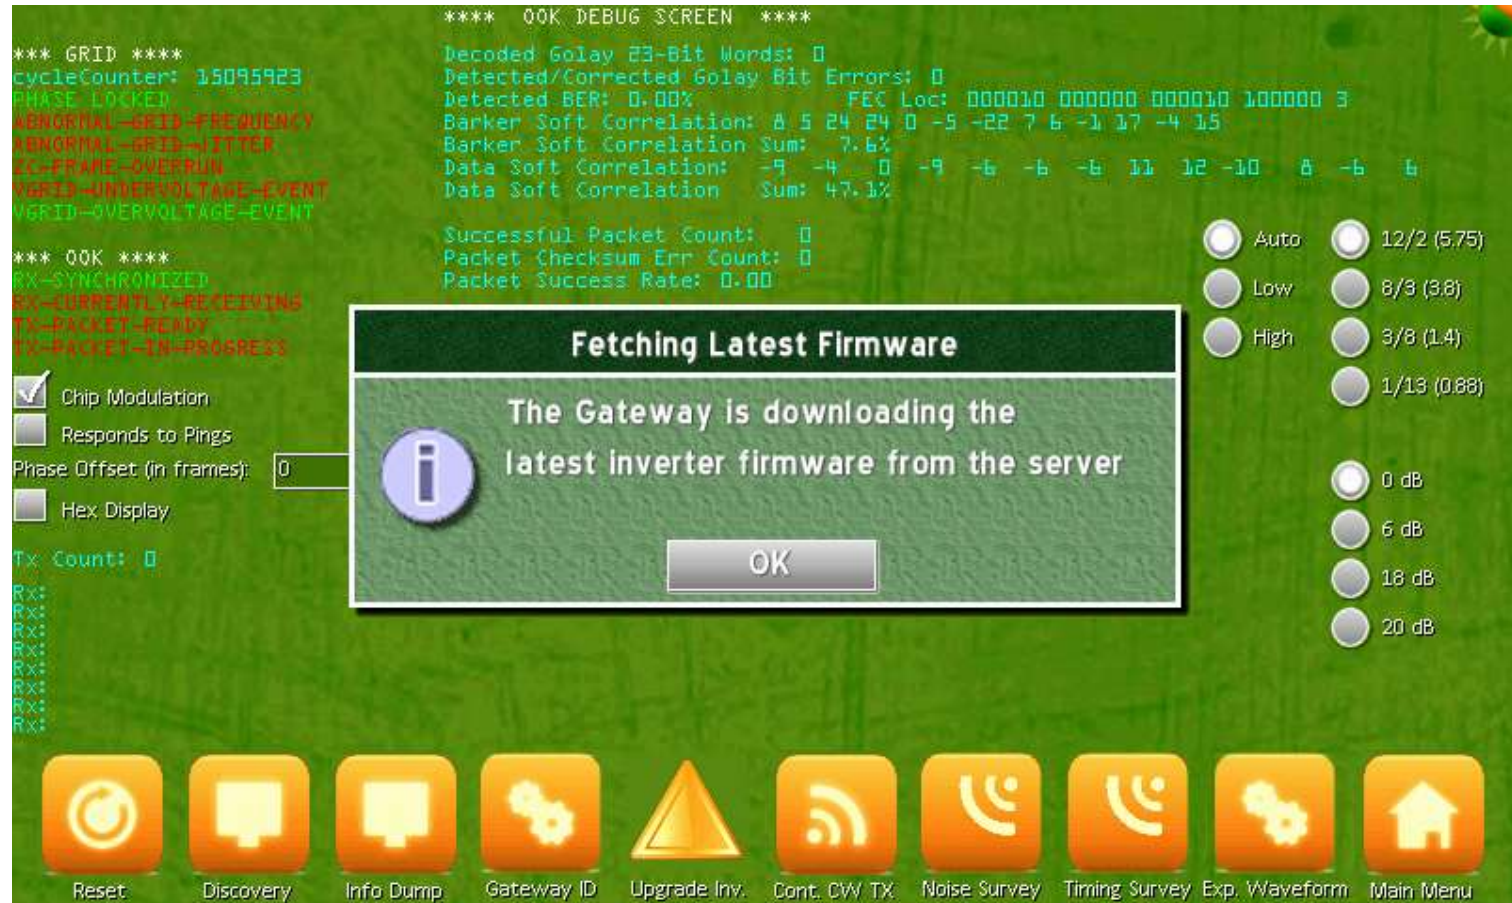 **** OOK DEBUG SCREEN ****
*** GRID ****
cycleCounter: 15095923
PHASE LOCKED
ABNORMAL-GRID-FREQUENCY
ABNORMAL-GRID-JITTER
ZC-FRAME-OVERRUN
VGRID-UNDERVOLTAGE-EVENT
VGRID-OVERVOLTAGE-EVENT
*** OOK ****
RX-SYNCHRONIZED
RX-CURRENTLY-RECEIVING
TX-PACKET-READY
TX-PACKET-IN-PROGRESS
Decoded Golay 23-Bit Words: 0
Detected/Corrected Golay Bit Errors: 0
Detected BER: 0.00% FEC Loc: 000010 000000 000010 100000 3
Barker Soft Correlation: 8 5 24 24 0 -5 -22 7 6 -1 17 -4 15
Barker Soft Correlation Sum: 7.6%
Data Soft Correlation: -9 -4 0 -9 -6 -6 -6 11 12 -10 8 -6 6
Data Soft Correlation Sum: 47.1%
Successful Packet Count: 0
Packet Checksum Err Count: 0
Packet Success Rate: 0.00
Auto
Low
High
12/2 (5.75)
8/3 (3.8)
3/8 (1.4)
1/13 (0.88)
0 dB
6 dB
18 dB
20 dB
Chip Modulation
Responds to Pings
Phase Offset (in frames): 0
Hex Display
Tx Count: 0
Rx:
Rx:
Rx:
Rx:
Rx:
Rx:
Rx:
Rx:
Fetching Latest Firmware
The Gateway is downloading the
latest inverter firmware from the server
OK
Reset
Discovery
Info Dump
Gateway ID
Upgrade Inv.
Cont. CW TX
Noise Survey
Timing Survey
Exp. Waveform
Main Menu